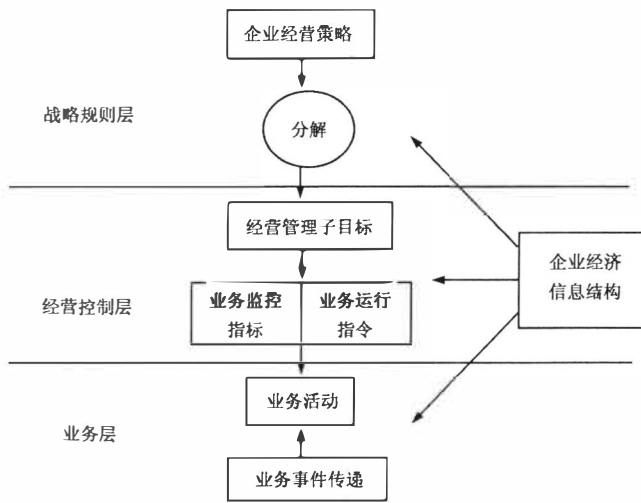 企业经营策略
战略规则层
分解
经营管理子目标
企业经济
信息结构
经营控制层
业务监控
指标
业务运行
指令
业务活动
业务层
业务事件传递